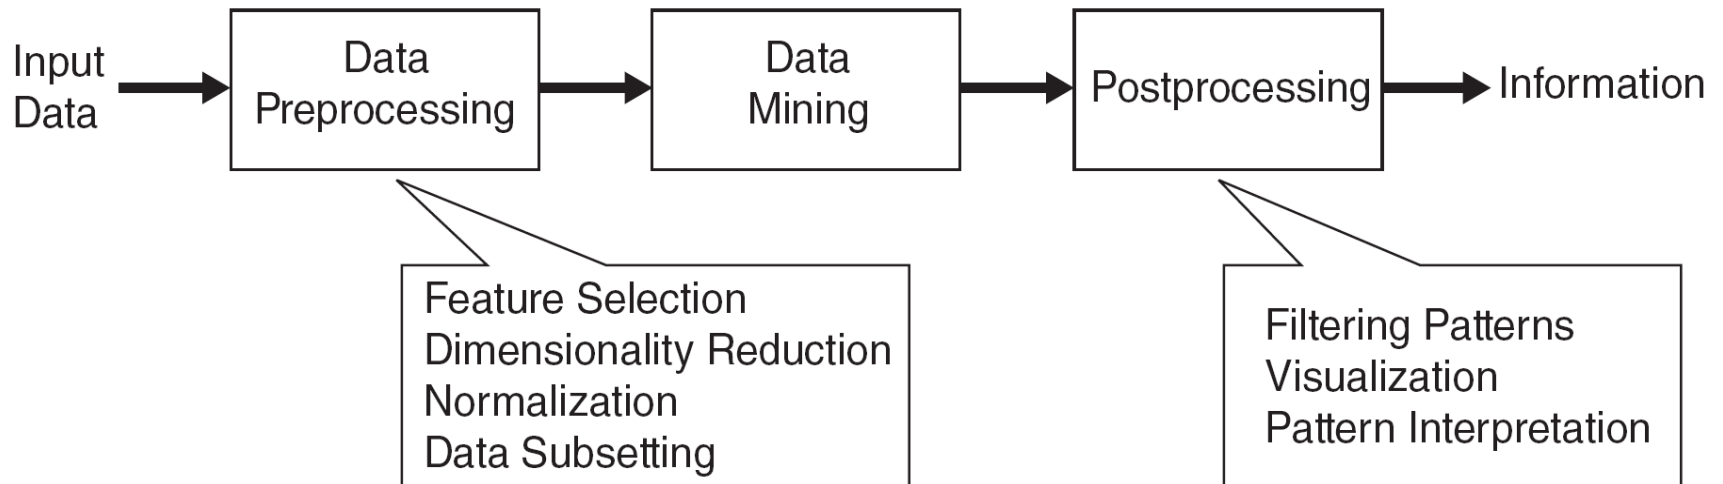 Input
Data
Data
Preprocessing
Data
Mining
Postprocessing
Information
Feature Selection
Dimensionality Reduction
Normalization
Data Subsetting
Filtering Patterns
Visualization
Pattern Interpretation